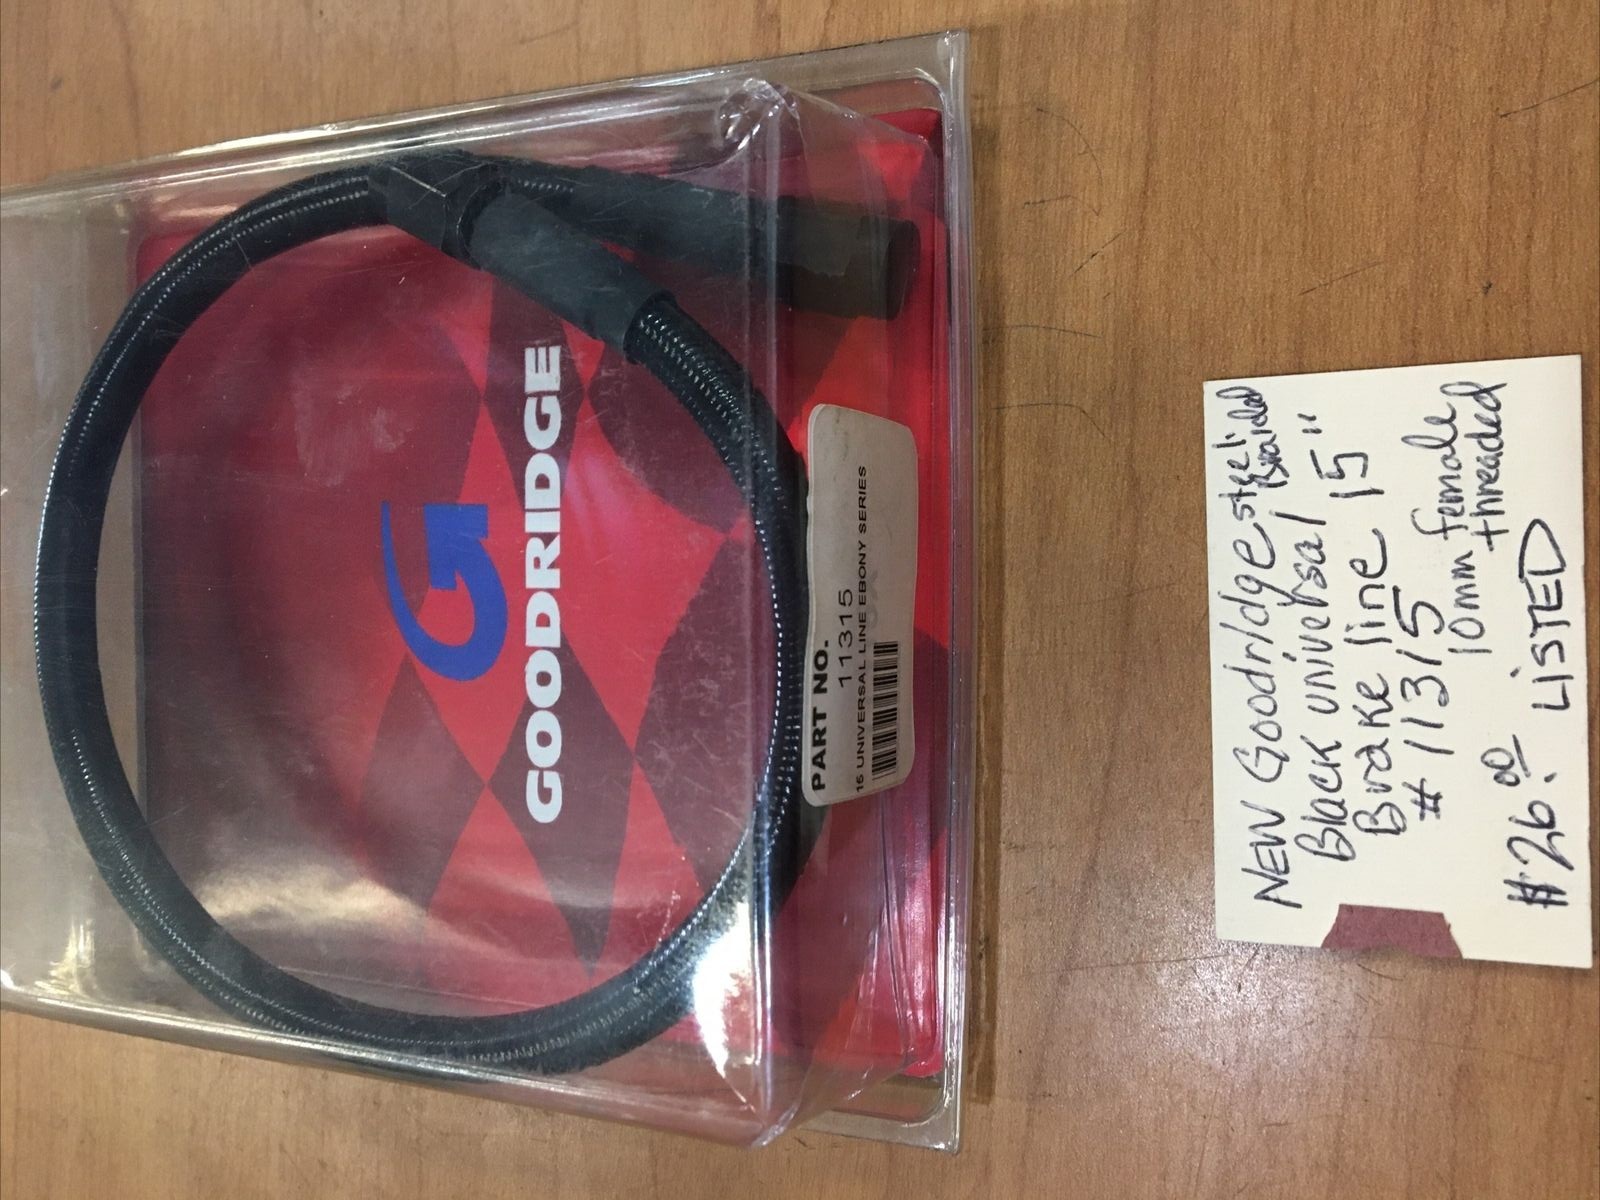 GOODRIDGE
PART NO.
11315
16 UNIVERSAL LINE EBONY SERIES
NEW Goodridge steel
Braided
Black universal
Brake line 15"
# 11315
10mm female
threaded
$26.00 LISTED